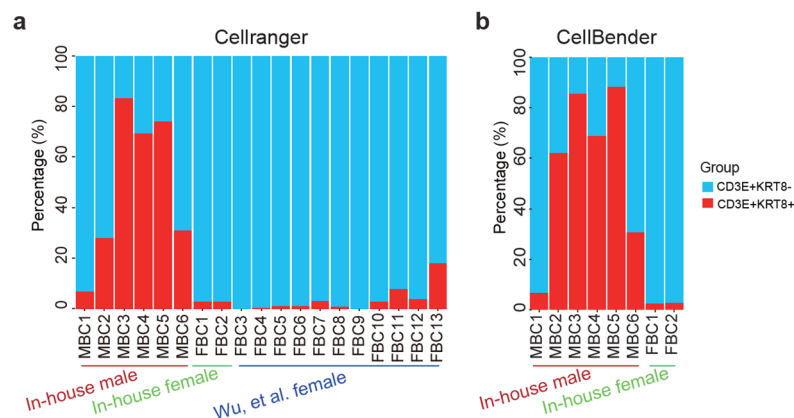 a
Cellranger
Percentage (%)
0
20
40
60
80
100
MBC1
MBC2
MBC3
MBC4
MBC5
MBC6
FBC1
FBC2
FBC3
FBC4
FBC5
FBC6
FBC7
FBC8
FBC9
FBC10
FBC11
FBC12
FBC13
In-house male
In-house female
Wu, et al. female
b
CellBender
Percentage (%)
0
20
40
60
80
100
MBC1
MBC2
MBC3
MBC4
MBC5
MBC6
FBC1
FBC2
In-house male
In-house female
Group
CD3E+KRT8-
CD3E+KRT8+